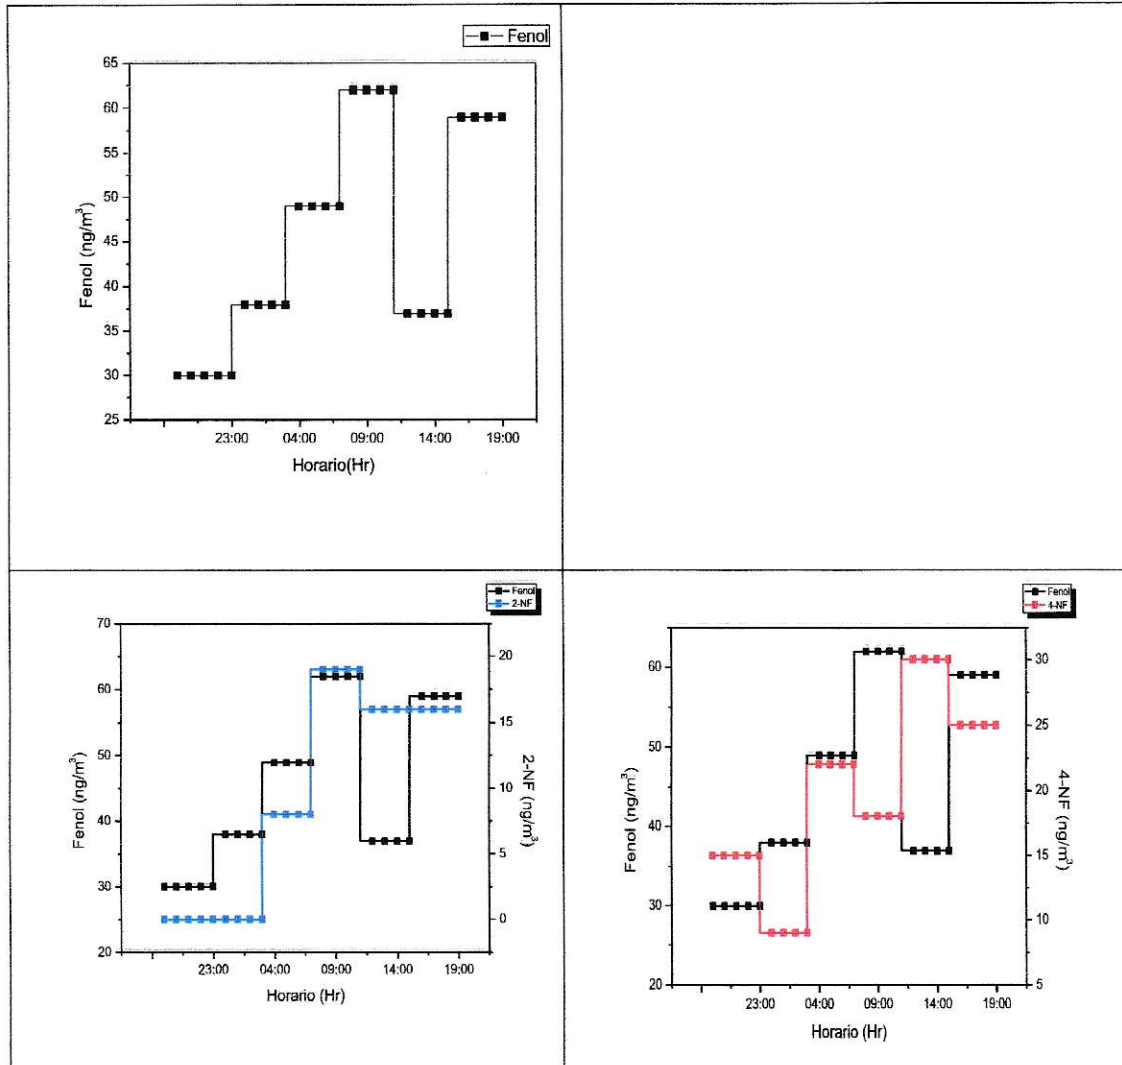 Fenol
65
60
55
50
45
40
35
30
25
Fenol (ng/m³)
23:00 04:00 09:00 14:00 19:00
Horario(Hr)
Fenol
2-NF
70
60
50
40
30
20
Fenol (ng/m³)
20
15
10
5
0
2-NF (ng/m³)
23:00 04:00 09:00 14:00 19:00
Horario (Hr)
Fenol
4-NF
60
50
40
30
20
Fenol (ng/m³)
30
25
20
15
10
5
4-NF (ng/m³)
23:00 04:00 09:00 14:00 19:00
Horario (Hr)